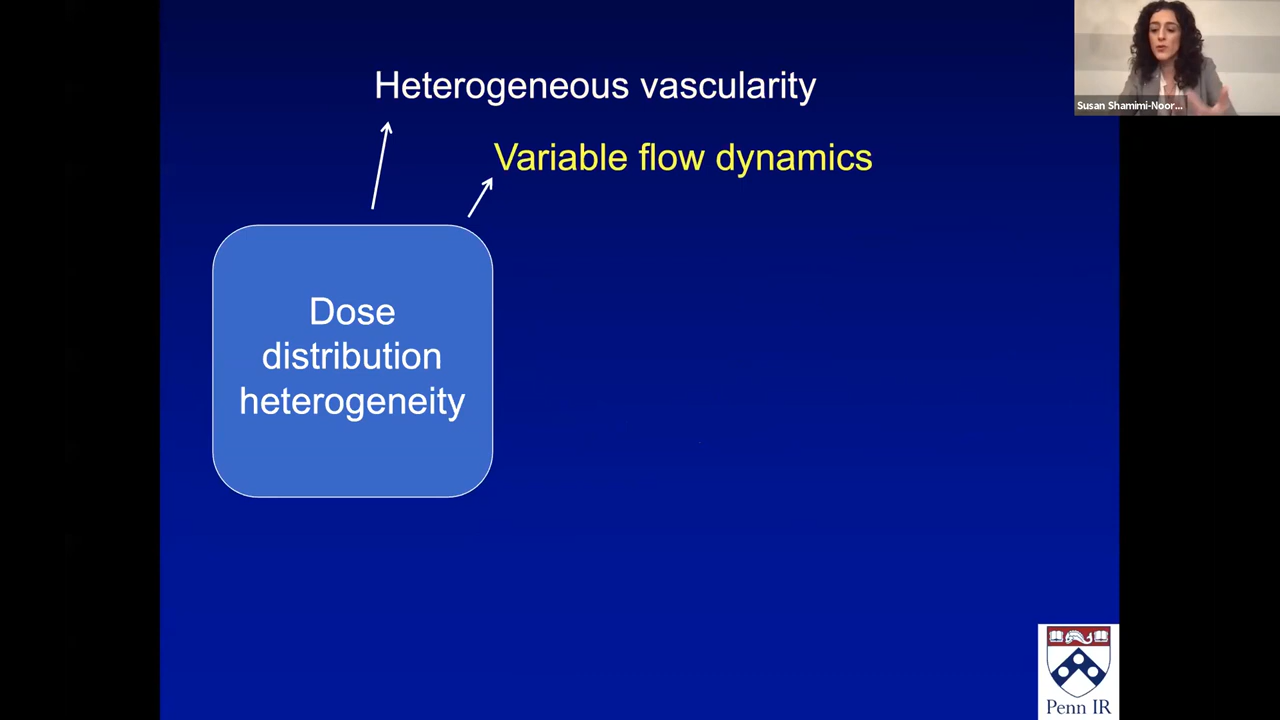 Heterogeneous vascularity
Susan Shamimi-Noor...
Variable flow dynamics
Dose
distribution
heterogeneity
Penn IR